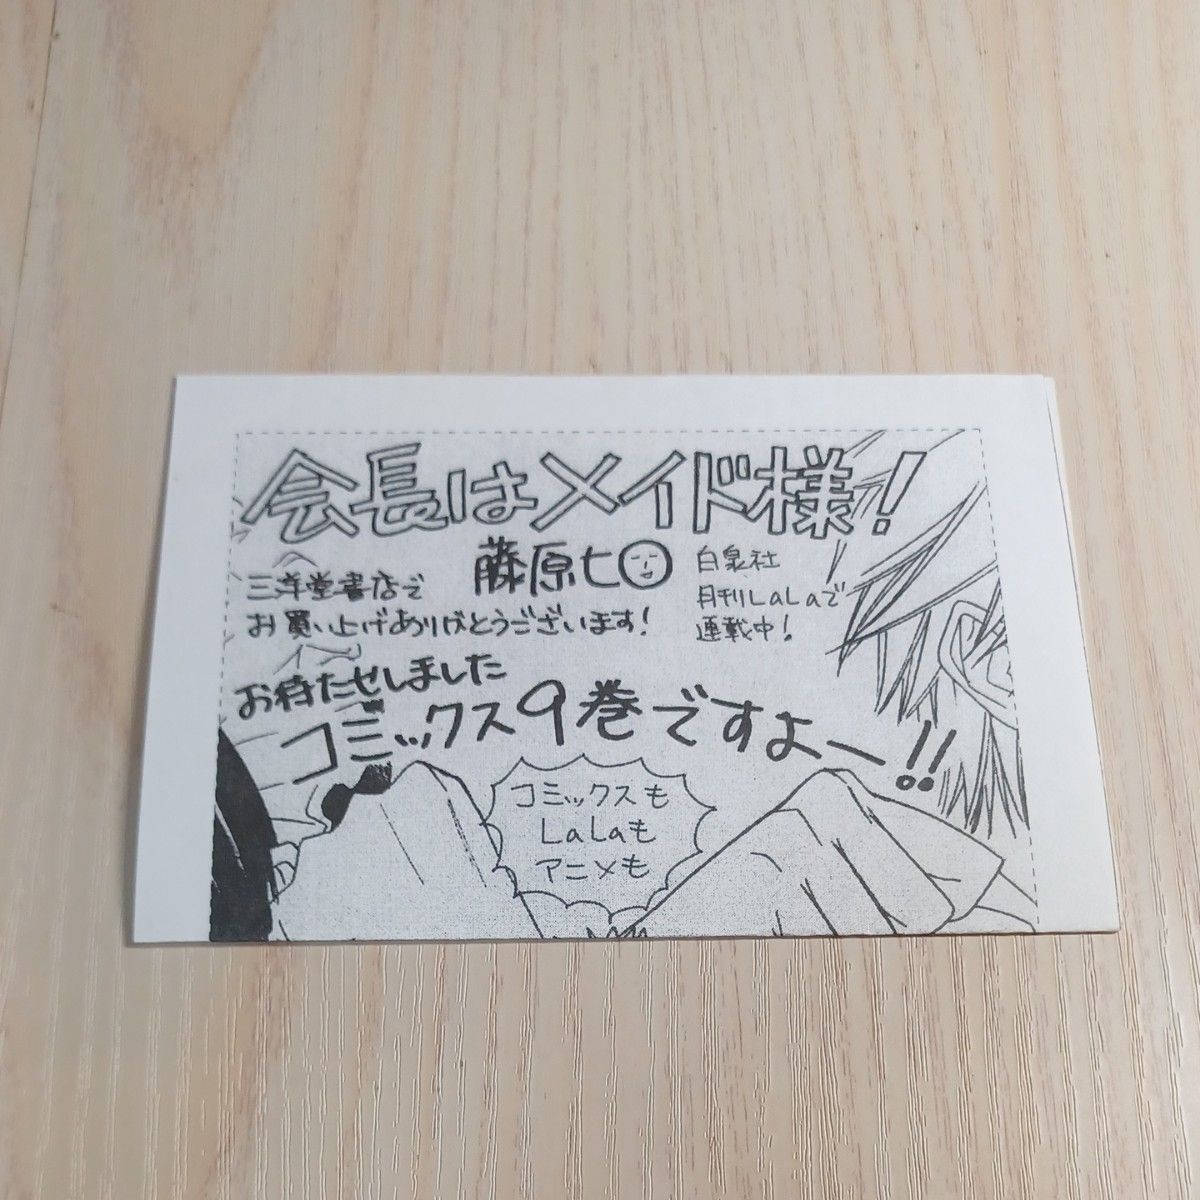 会長はメイド様!
藤原ヒロ
三洋堂書店で
お買い上げありがとうございます!
白泉社
月刊LaLaで
連載中!
お待たせしました
コミックス9巻ですよー!!
コミックスも
LaLaも
アニメも